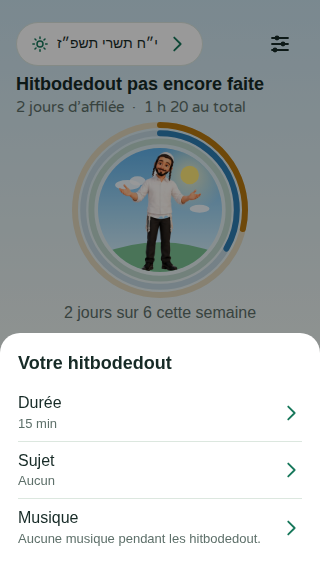 י״ח תשרי תשפ״ז
Hitbodedout pas encore faite
2 jours d'affilée · 1 h 20 au total
2 jours sur 6 cette semaine
Votre hitbodedout
Durée
15 min
Sujet
Aucun
Musique
Aucune musique pendant les hitbodedout.